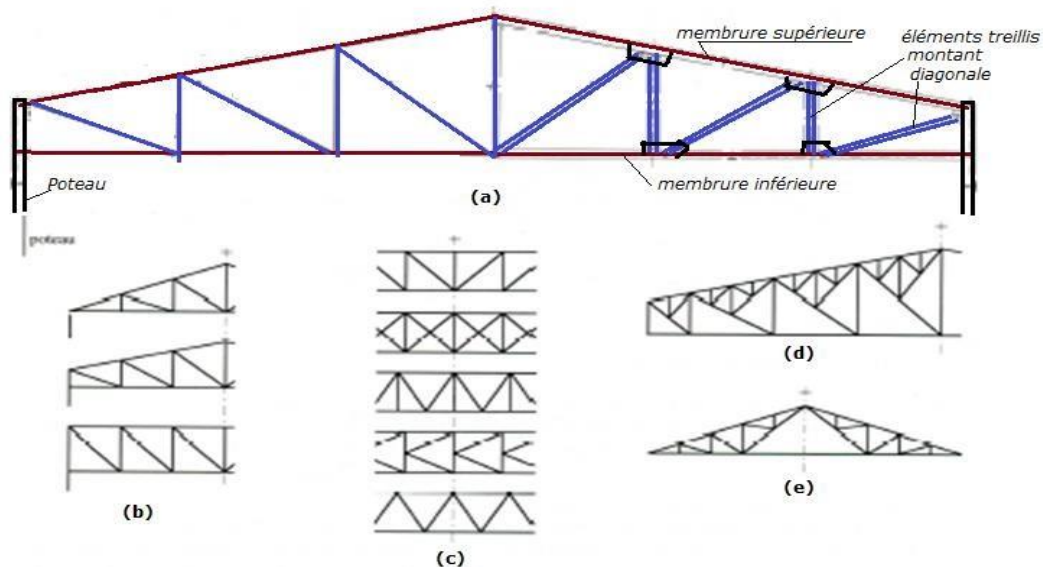 membrure supérieure
éléments treillis
montant
diagonale
Poteau
membrure inférieure
(a)
poteau
(b)
(c)
(d)
(e)